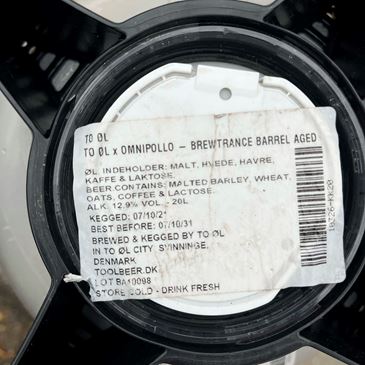 TO ØL
TO ØL x OMNIPOLLO – BREWTRANCE BARREL AGED
ØL. INDEHOLDER: MALT, HVEDE, HAVRE,
KAFFE & LAKTOSE.
BEER.CONTAINS: MALTED BARLEY, WHEAT,
OATS, COFFEE & LACTOSE.
ALK. 12.9% VOL - 20L
KEGGED: 07/10/21
BEST BEFORE: 07/10/31
BREWED & KEGGED BY TO ØL
IN TO ØL CITY, SVINNINGE,
DENMARK
TOOLBEER.DK
LOT BA10098
STORE COLD - DRINK FRESH